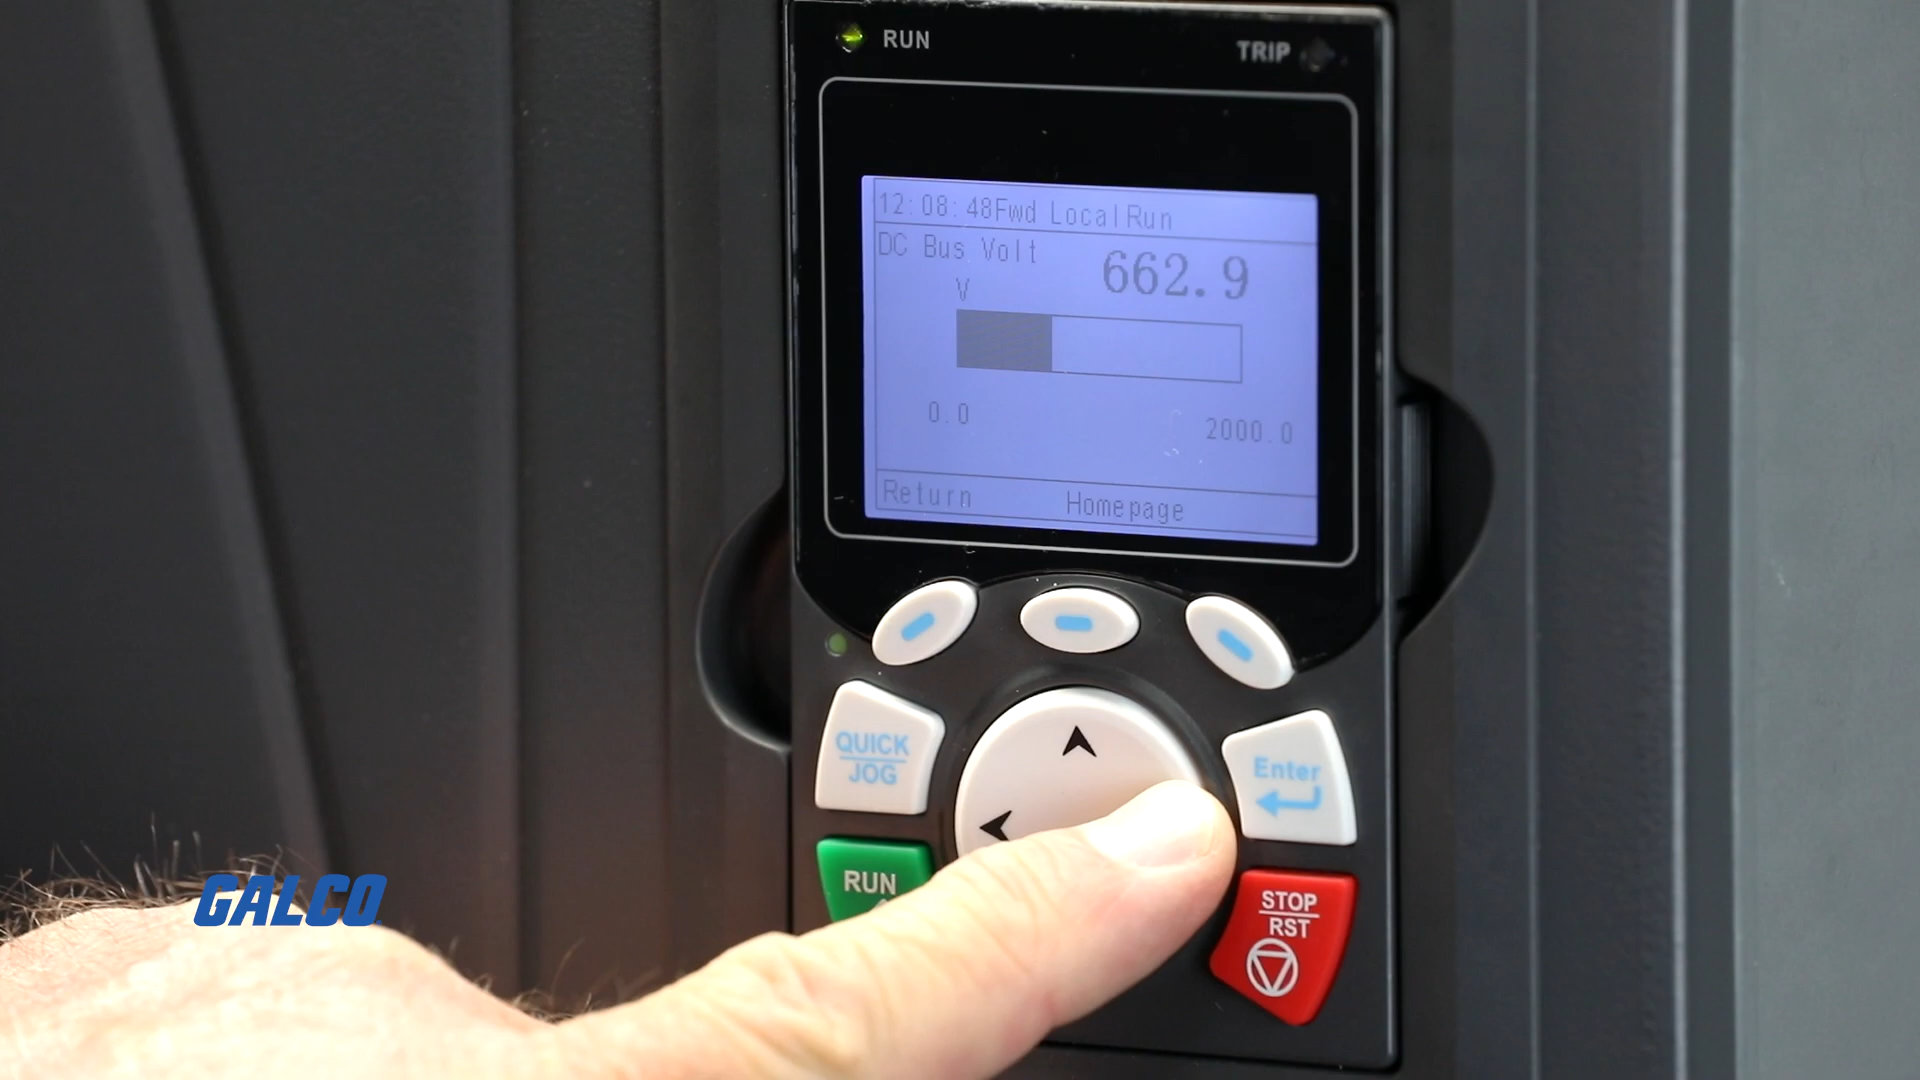 RUN
TRIP
12:08:48Fwd LocalRun
DC Bus Volt
662.9
V
0.0
2000.0
Return
Homepage
QUICK
JOG
Enter
RUN
STOP
RST
GALCO